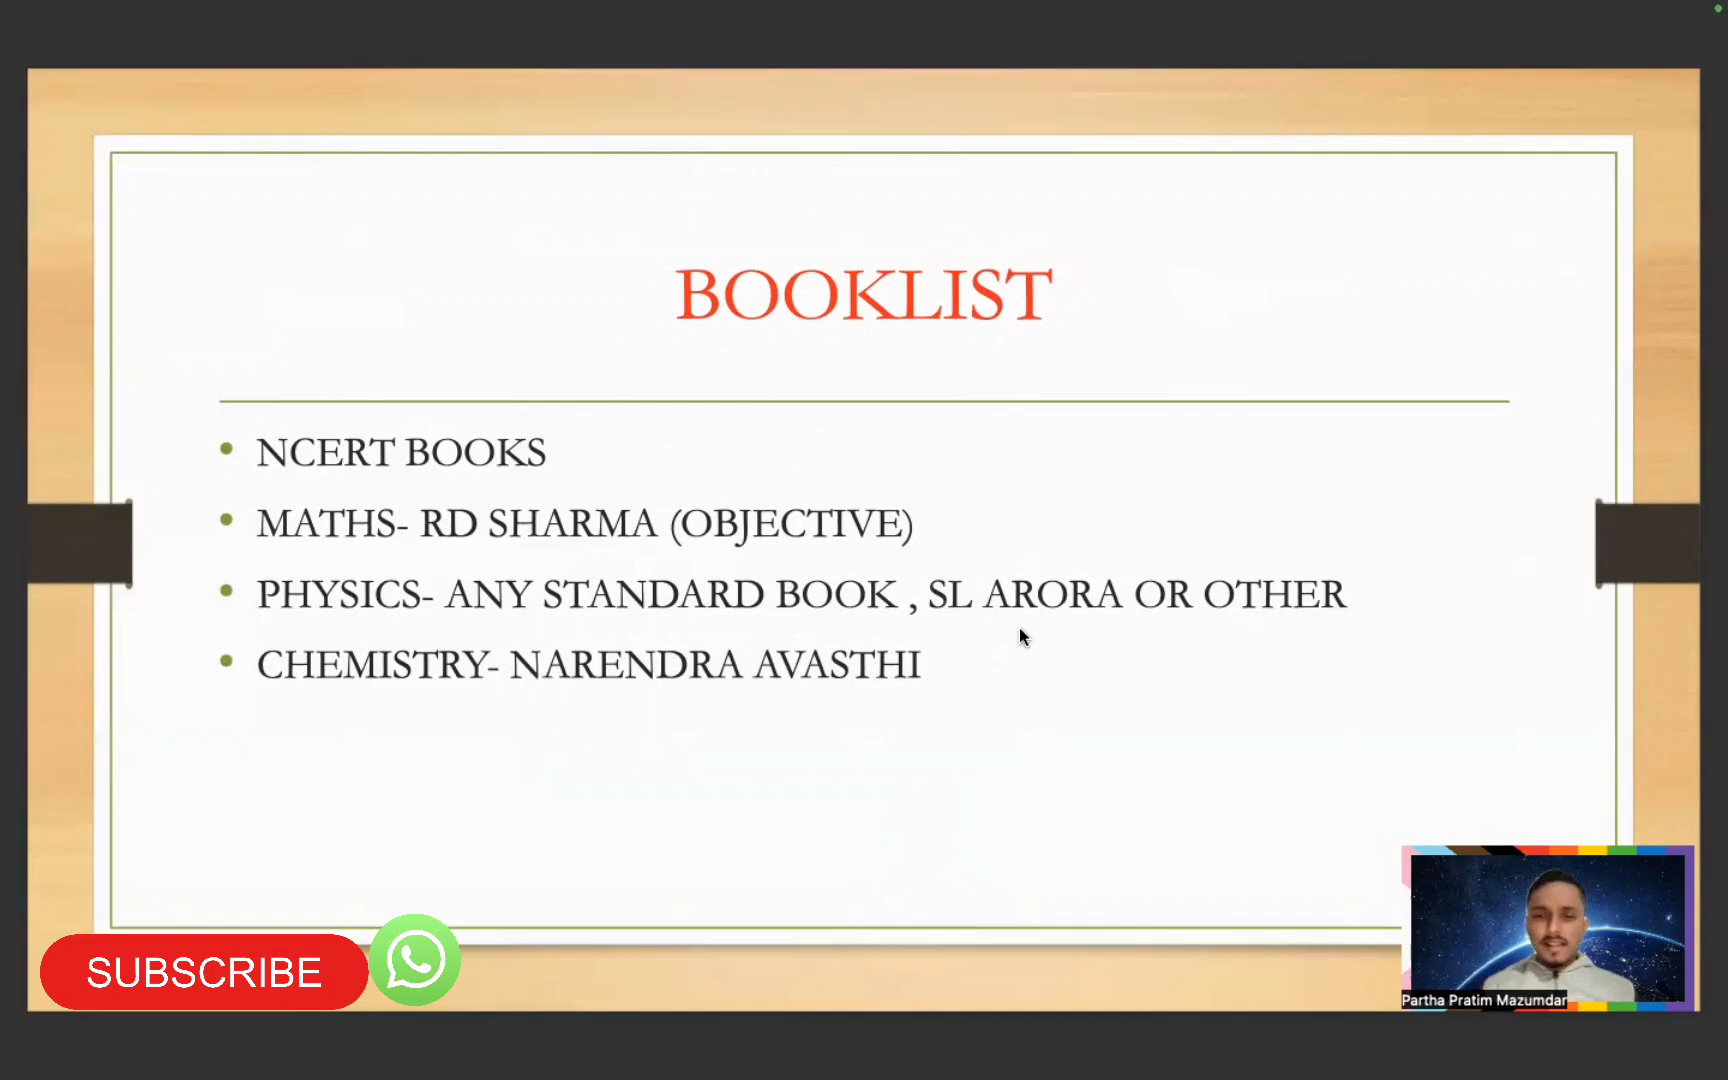 BOOKLIST
• NCERT BOOKS
• MATHS- RD SHARMA (OBJECTIVE)
• PHYSICS- ANY STANDARD BOOK , SL ARORA OR OTHER
• CHEMISTRY- NARENDRA AVASTHI
SUBSCRIBE
Partha Pratim Mazumdar